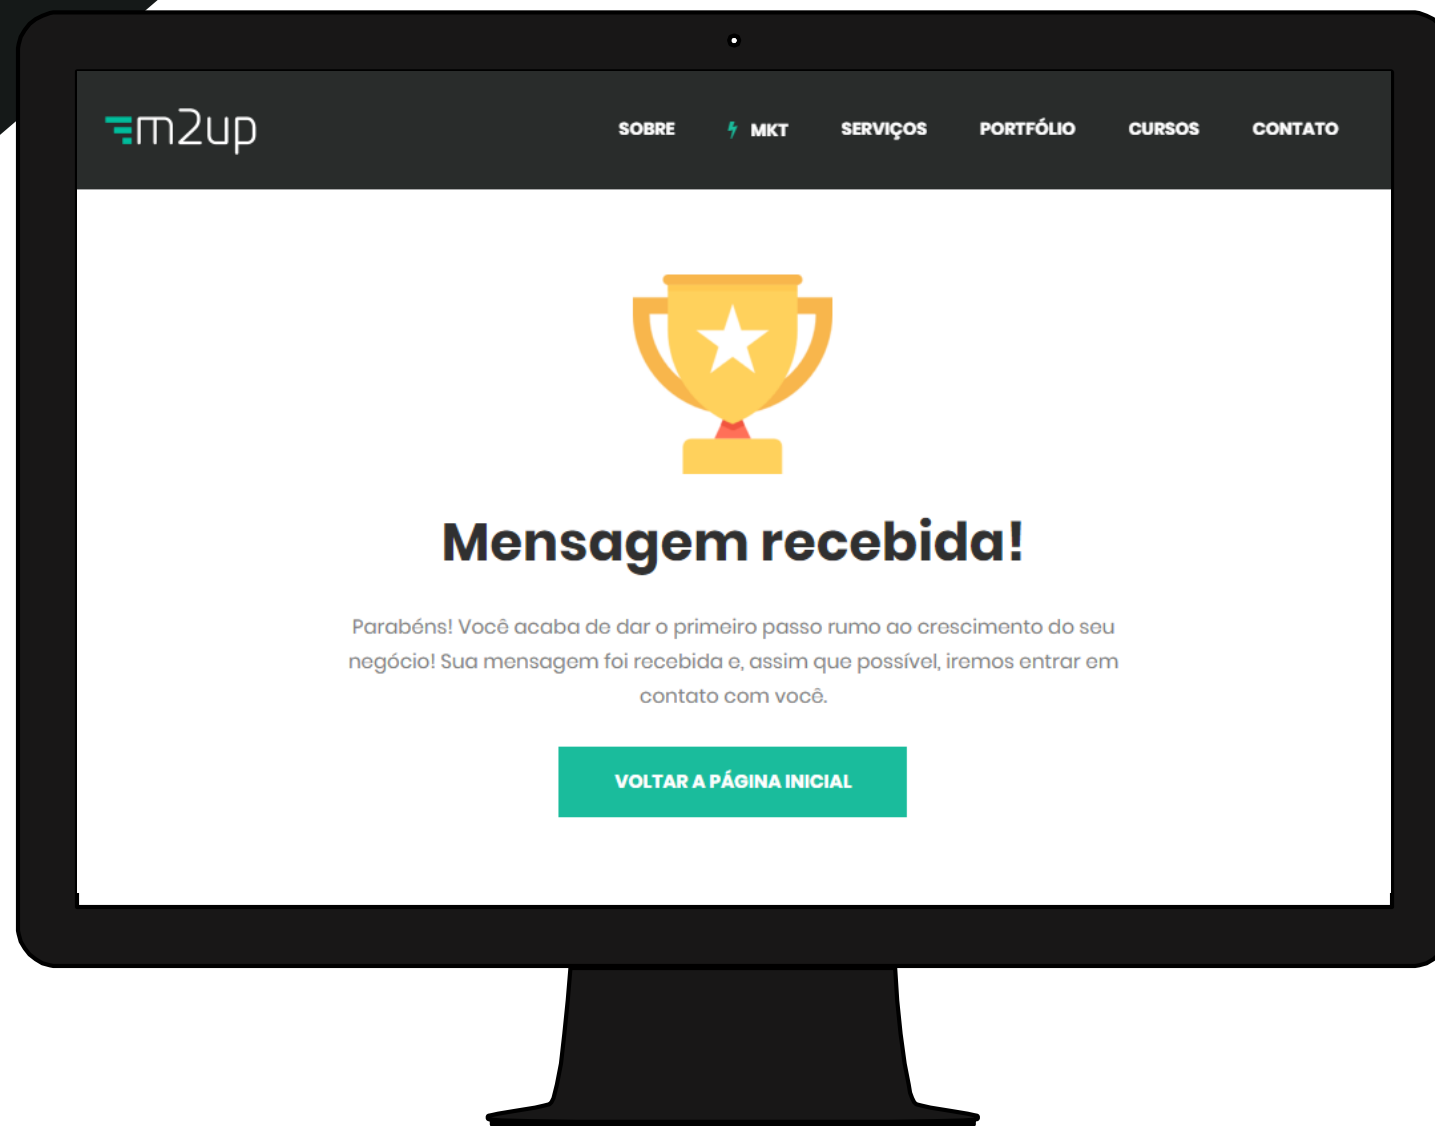 m2up
SOBRE MKT SERVIÇOS PORTFÓLIO CURSOS CONTATO
Mensagem recebida!
Parabéns! Você acaba de dar o primeiro passo rumo ao crescimento do seu
negócio! Sua mensagem foi recebida e, assim que possível, iremos entrar em
contato com você.
VOLTAR A PÁGINA INICIAL